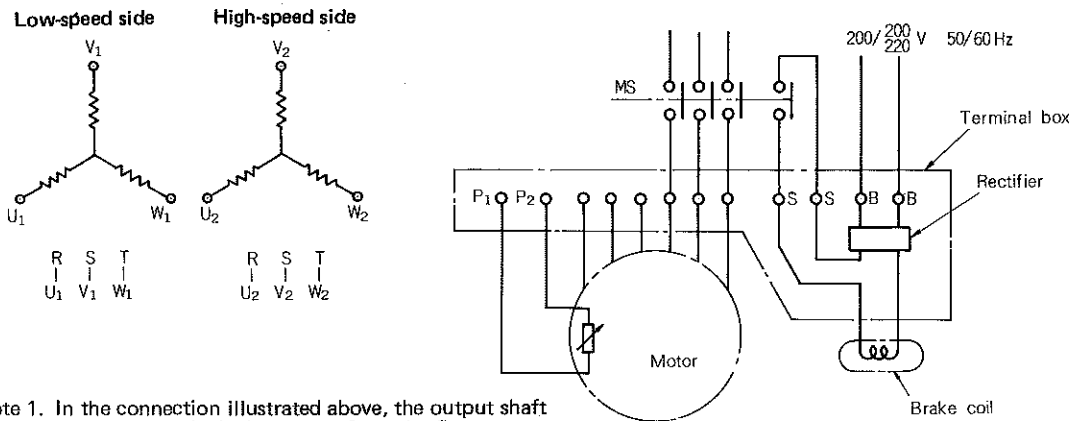 Low-speed side
High-speed side
V1
V2
U1
W1
U2
W2
R S T
U1 V1 W1
R S T
U2 V2 W2
200/200/220 V 50/60 Hz
MS
Terminal box
Rectifier
P1 P2 S S B B
Motor
Brake coil
te 1. In the connection illustrated above, the output shaft